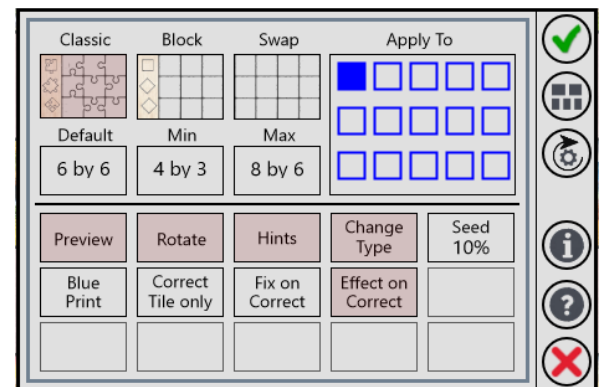 Classic Block Swap Apply To
Default Min Max
6 by 6 4 by 3 8 by 6
Preview Rotate Hints Change Type Seed 10%
Blue Print Correct Tile only Fix on Correct Effect on Correct
i
?